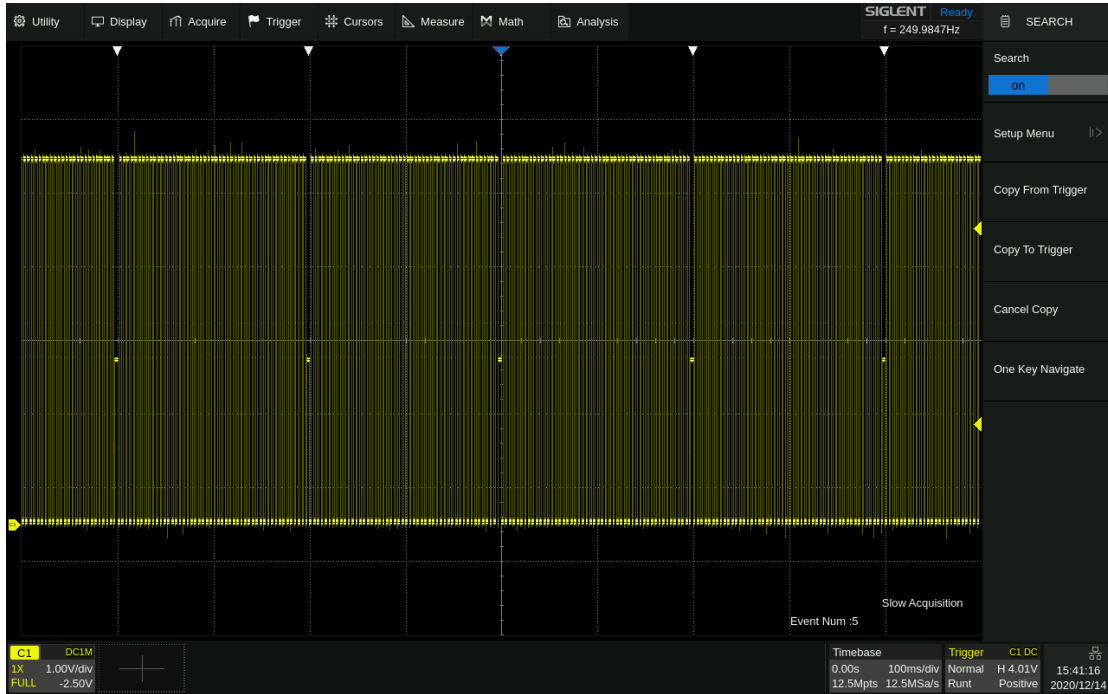 Utility Display Acquire Trigger Cursors Measure Math Analysis SIGLENT Ready SEARCH
f = 249.9847Hz
Search
on
Setup Menu
Copy From Trigger
Copy To Trigger
Cancel Copy
One Key Navigate
Slow Acquisition
Event Num :5
C1 DC1M
1X 1.00V/div
FULL -2.50V
Timebase
0.00s 100ms/div
12.5Mpts 12.5MSa/s
Trigger C1 DC
Normal H 4.01V
Runt Positive
15:41:16
2020/12/14